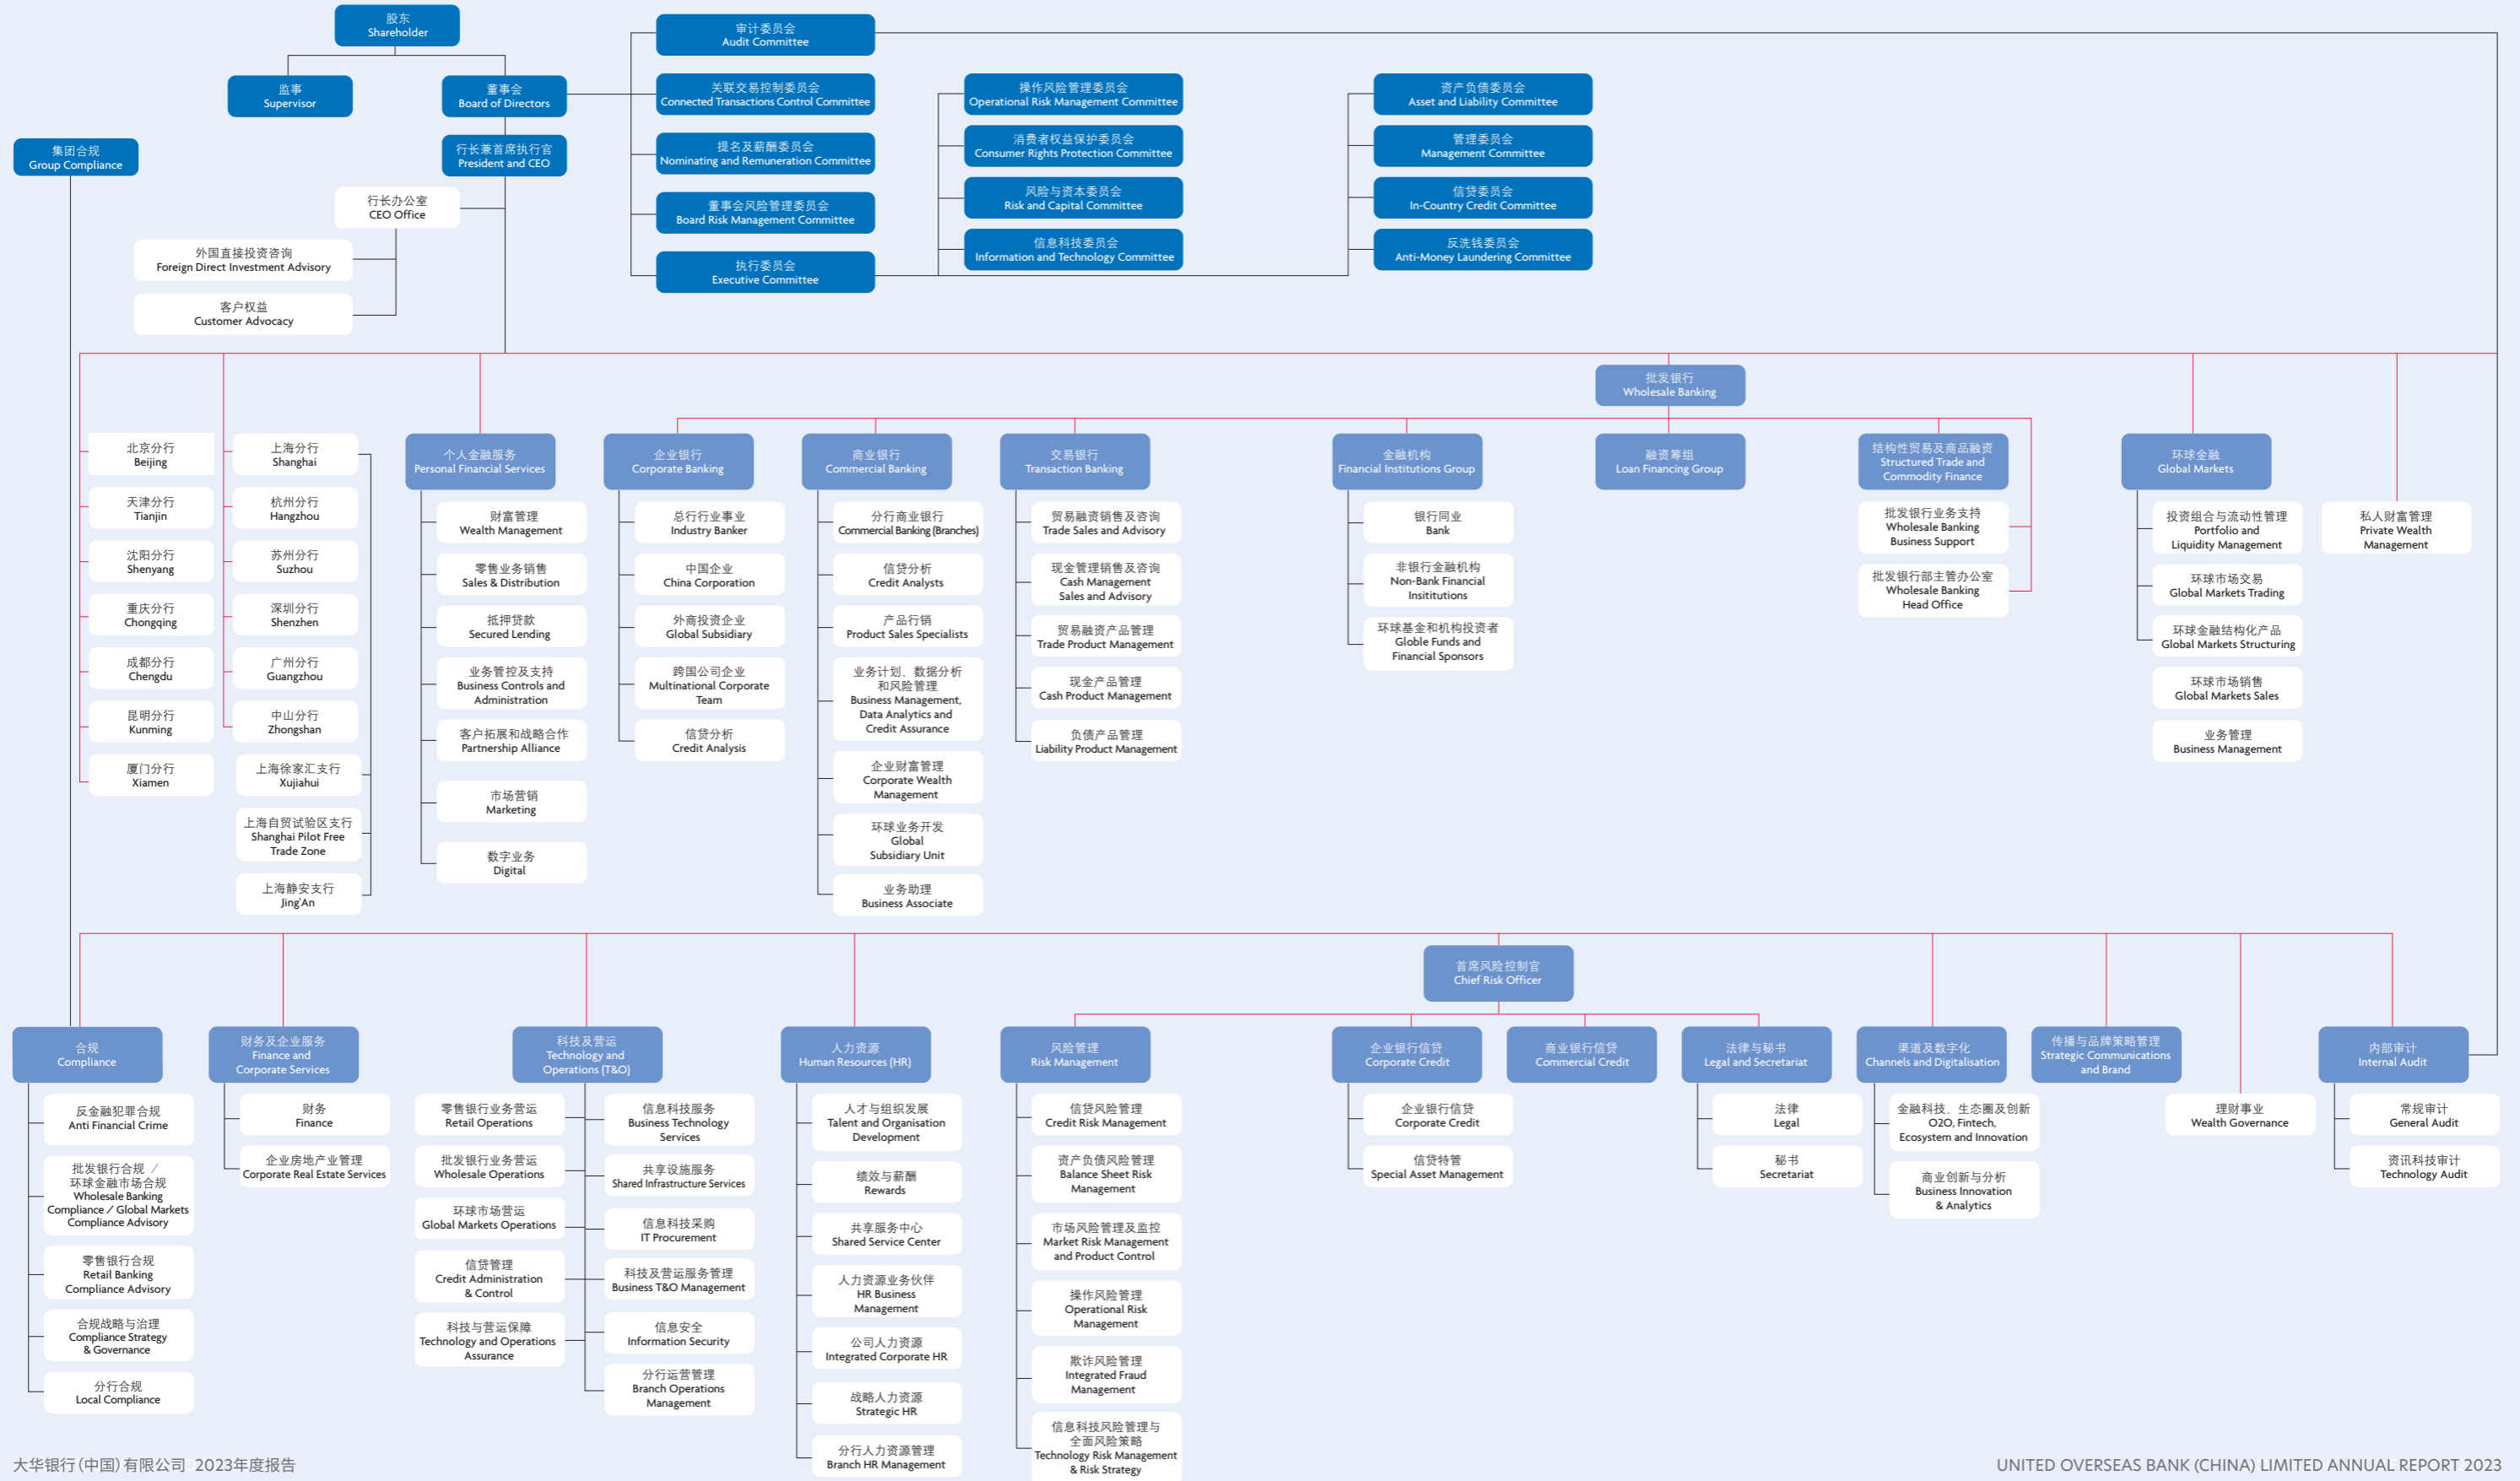 股东
Shareholder
监事
Supervisor
董事会
Board of Directors
集团合规
Group Compliance
行长兼首席执行官
President and CEO
行长办公室
CEO Office
外国直接投资咨询
Foreign Direct Investment Advisory
客户权益
Customer Advocacy
审计委员会
Audit Committee
关联交易控制委员会
Connected Transactions Control Committee
提名及薪酬委员会
Nominating and Remuneration Committee
董事会风险管理委员会
Board Risk Management Committee
执行委员会
Executive Committee
操作风险管理委员会
Operational Risk Management Committee
消费者权益保护委员会
Consumer Rights Protection Committee
风险与资本委员会
Risk and Capital Committee
信息科技委员会
Information and Technology Committee
资产负债委员会
Asset and Liability Committee
管理委员会
Management Committee
信贷委员会
In-Country Credit Committee
反洗钱委员会
Anti-Money Laundering Committee
批发银行
Wholesale Banking
北京分行
Beijing
天津分行
Tianjin
沈阳分行
Shenyang
重庆分行
Chongqing
成都分行
Chengdu
昆明分行
Kunming
厦门分行
Xiamen
上海分行
Shanghai
杭州分行
Hangzhou
苏州分行
Suzhou
深圳分行
Shenzhen
广州分行
Guangzhou
中山分行
Zhongshan
上海徐家汇支行
Xujiahui
上海自贸试验区支行
Shanghai Pilot Free
Trade Zone
上海静安支行
Jing'An
个人金融服务
Personal Financial Services
财富管理
Wealth Management
零售业务销售
Sales & Distribution
抵押贷款
Secured Lending
业务管控及支持
Business Controls and
Administration
客户拓展和战略合作
Partnership Alliance
市场营销
Marketing
数字业务
Digital
企业银行
Corporate Banking
总行行业事业
Industry Banker
中国企业
China Corporation
外商投资企业
Global Subsidiary
跨国公司企业
Multinational Corporate
Team
信贷分析
Credit Analysis
商业银行
Commercial Banking
分行商业银行
Commercial Banking (Branches)
信贷分析
Credit Analysts
产品行销
Product Sales Specialists
业务计划、数据分析
和风险管理
Business Management,
Data Analytics and
Credit Assurance
企业财富管理
Corporate Wealth
Management
环球业务开发
Global
Subsidiary Unit
业务助理
Business Associate
交易银行
Transaction Banking
贸易融资销售及咨询
Trade Sales and Advisory
现金管理销售及咨询
Cash Management
Sales and Advisory
贸易融资产品管理
Trade Product Management
现金产品管理
Cash Product Management
负债产品管理
Liability Product Management
金融机构
Financial Institutions Group
银行同业
Bank
非银行金融机构
Non-Bank Financial
Insititutions
环球基金和机构投资者
Globle Funds and
Financial Sponsors
融资筹组
Loan Financing Group
结构性贸易及商品融资
Structured Trade and
Commodity Finance
批发银行业务支持
Wholesale Banking
Business Support
批发银行部主管办公室
Wholesale Banking
Head Office
环球金融
Global Markets
投资组合与流动性管理
Portfolio and
Liquidity Management
环球市场交易
Global Markets Trading
环球金融结构化产品
Global Markets Structuring
环球市场销售
Global Markets Sales
业务管理
Business Management
私人财富管理
Private Wealth
Management
首席风险控制官
Chief Risk Officer
合规
Compliance
反金融犯罪合规
Anti Financial Crime
批发银行合规 /
环球金融市场合规
Wholesale Banking
Compliance / Global Markets
Compliance Advisory
零售银行合规
Retail Banking
Compliance Advisory
合规战略与治理
Compliance Strategy
& Governance
分行合规
Local Compliance
财务及企业服务
Finance and
Corporate Services
财务
Finance
企业房地产业管理
Corporate Real Estate Services
科技及营运
Technology and
Operations (T&O)
零售银行业务营运
Retail Operations
批发银行业务营运
Wholesale Operations
环球市场营运
Global Markets Operations
信贷管理
Credit Administration
& Control
科技与营运保障
Technology and Operations
Assurance
信息科技服务
Business Technology
Services
共享设施服务
Shared Infrastructure Services
信息科技采购
IT Procurement
科技及营运服务管理
Business T&O Management
信息安全
Information Security
分行运营管理
Branch Operations
Management
人力资源
Human Resources (HR)
人才与组织发展
Talent and Organisation
Development
绩效与薪酬
Rewards
共享服务中心
Shared Service Center
人力资源业务伙伴
HR Business
Management
公司人力资源
Integrated Corporate HR
战略人力资源
Strategic HR
分行人力资源管理
Branch HR Management
风险管理
Risk Management
信贷风险管理
Credit Risk Management
资产负债风险管理
Balance Sheet Risk
Management
市场风险管理及监控
Market Risk Management
and Product Control
操作风险管理
Operational Risk
Management
欺诈风险管理
Integrated Fraud
Management
信息科技风险管理与
全面风险策略
Technology Risk Management
& Risk Strategy
企业银行信贷
Corporate Credit
企业银行信贷
Corporate Credit
信贷特管
Special Asset Management
商业银行信贷
Commercial Credit
法律与秘书
Legal and Secretariat
法律
Legal
秘书
Secretariat
渠道及数字化
Channels and Digitalisation
金融科技、生态圈及创新
O2O, Fintech,
Ecosystem and Innovation
商业创新与分析
Business Innovation
& Analytics
传播与品牌策略管理
Strategic Communications
and Brand
理财事业
Wealth Governance
内部审计
Internal Audit
常规审计
General Audit
资讯科技审计
Technology Audit
大华银行(中国)有限公司 2023年度报告
UNITED OVERSEAS BANK (CHINA) LIMITED ANNUAL REPORT 2023